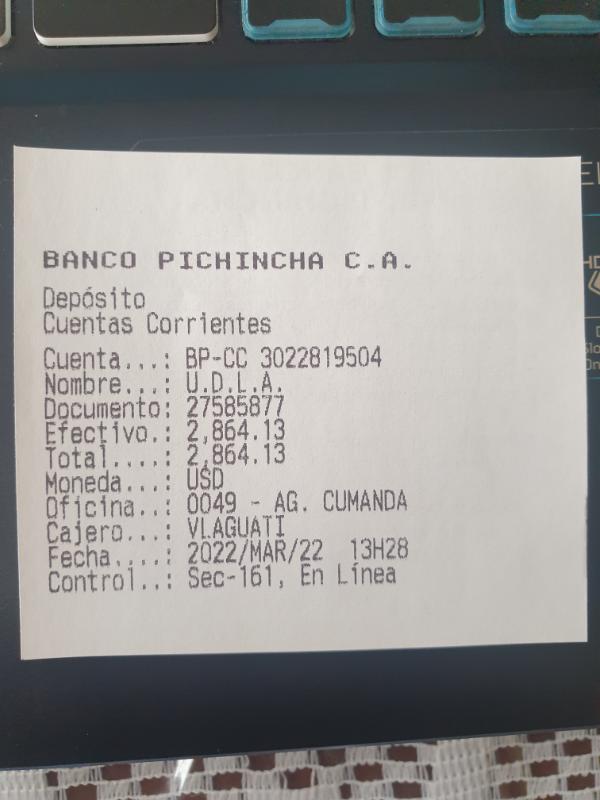 BANCO PICHINCHA C.A.
Depósito
Cuentas Corrientes
Cuenta...: BP-CC 3022819504
Nombre...: U.D.L.A.
Documento: 27585877
Efectivo.: 2,864.13
Total....: 2,864.13
Moneda...: USD
Oficina..: 0049 - AG. CUMANDA
Cajero...: VLAGUATI
Fecha....: 2022/MAR/22 13H28
Control..: Sec-161, En Línea